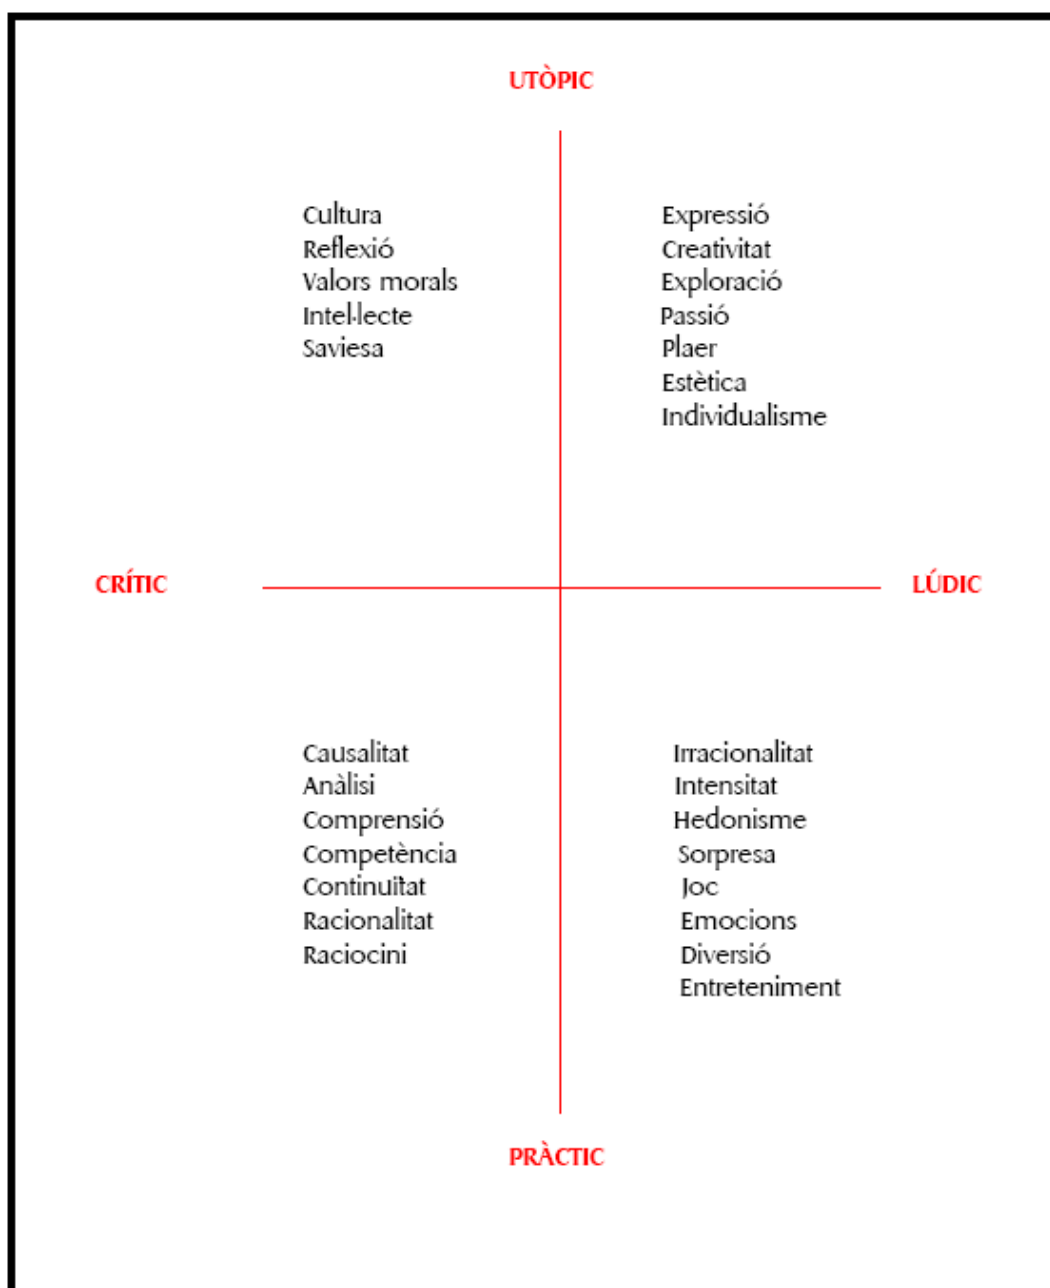 UTÒPIC
Cultura
Reflexió
Valors morals
Intel·lecte
Saviesa
Expressió
Creativitat
Exploració
Passió
Plaer
Estètica
Individualisme
CRÍTIC
LÚDIC
Causalitat
Anàlisi
Comprensió
Competència
Continuïtat
Racionalitat
Raciocini
Irracionalitat
Intensitat
Hedonisme
Sorpresa
Joc
Emocions
Diversió
Entreteniment
PRÀCTIC